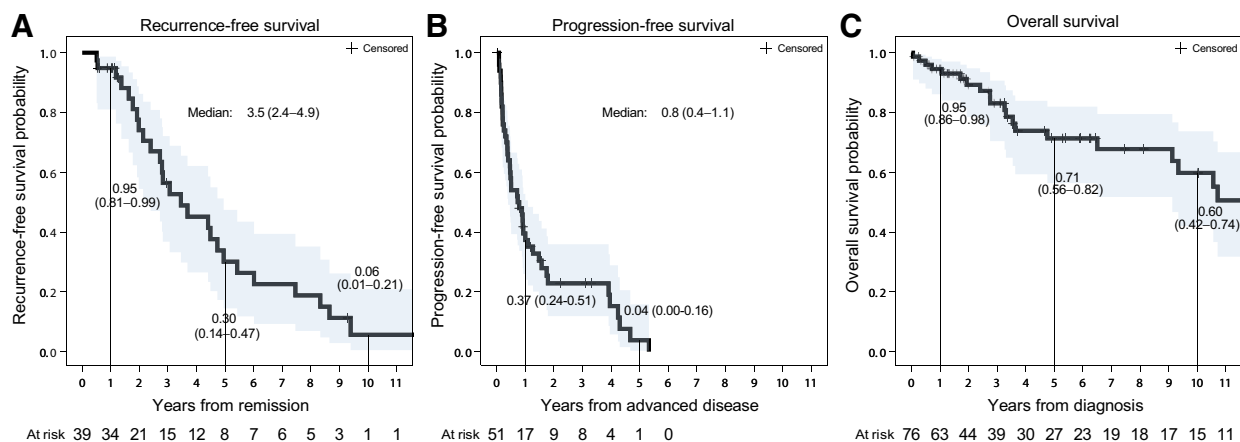 A
Recurrence-free survival
Censored
Recurrence-free survival probability
1.0
0.8
0.6
0.4
0.2
0.0
Median: 3.5 (2.4–4.9)
0.95
(0.81–0.99)
0.30
(0.14–0.47)
0.06
(0.01–0.21)
0 1 2 3 4 5 6 7 8 9 10 11
Years from remission
At risk 39 34 21 15 12 8 7 6 5 3 1 1
B
Progression-free survival
Censored
Progression-free survival probability
1.0
0.8
0.6
0.4
0.2
0.0
Median: 0.8 (0.4–1.1)
0.37 (0.24-0.51)
0.04 (0.00-0.16)
0 1 2 3 4 5 6 7 8 9 10 11
Years from advanced disease
At risk 51 17 9 8 4 1 0
C
Overall survival
Censored
Overall survival probability
1.0
0.8
0.6
0.4
0.2
0.0
0.95
(0.86–0.98)
0.71
(0.56–0.82)
0.60
(0.42–0.74)
0 1 2 3 4 5 6 7 8 9 10 11
Years from diagnosis
At risk 76 63 44 39 30 27 23 19 18 17 15 11